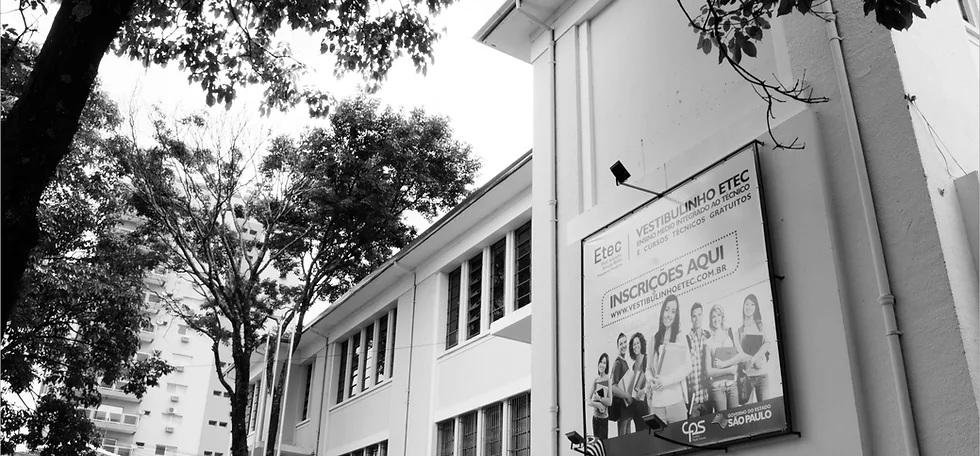 Etec
VESTIBULINHO ETEC
ENSINO MÉDIO INTEGRADO AO TÉCNICO
E CURSOS TÉCNICOS GRATUITOS
INSCRIÇÕES AQUI
WWW.VESTIBULINHOETEC.COM.BR
cps
GOVERNO DO ESTADO
SÃO PAULO